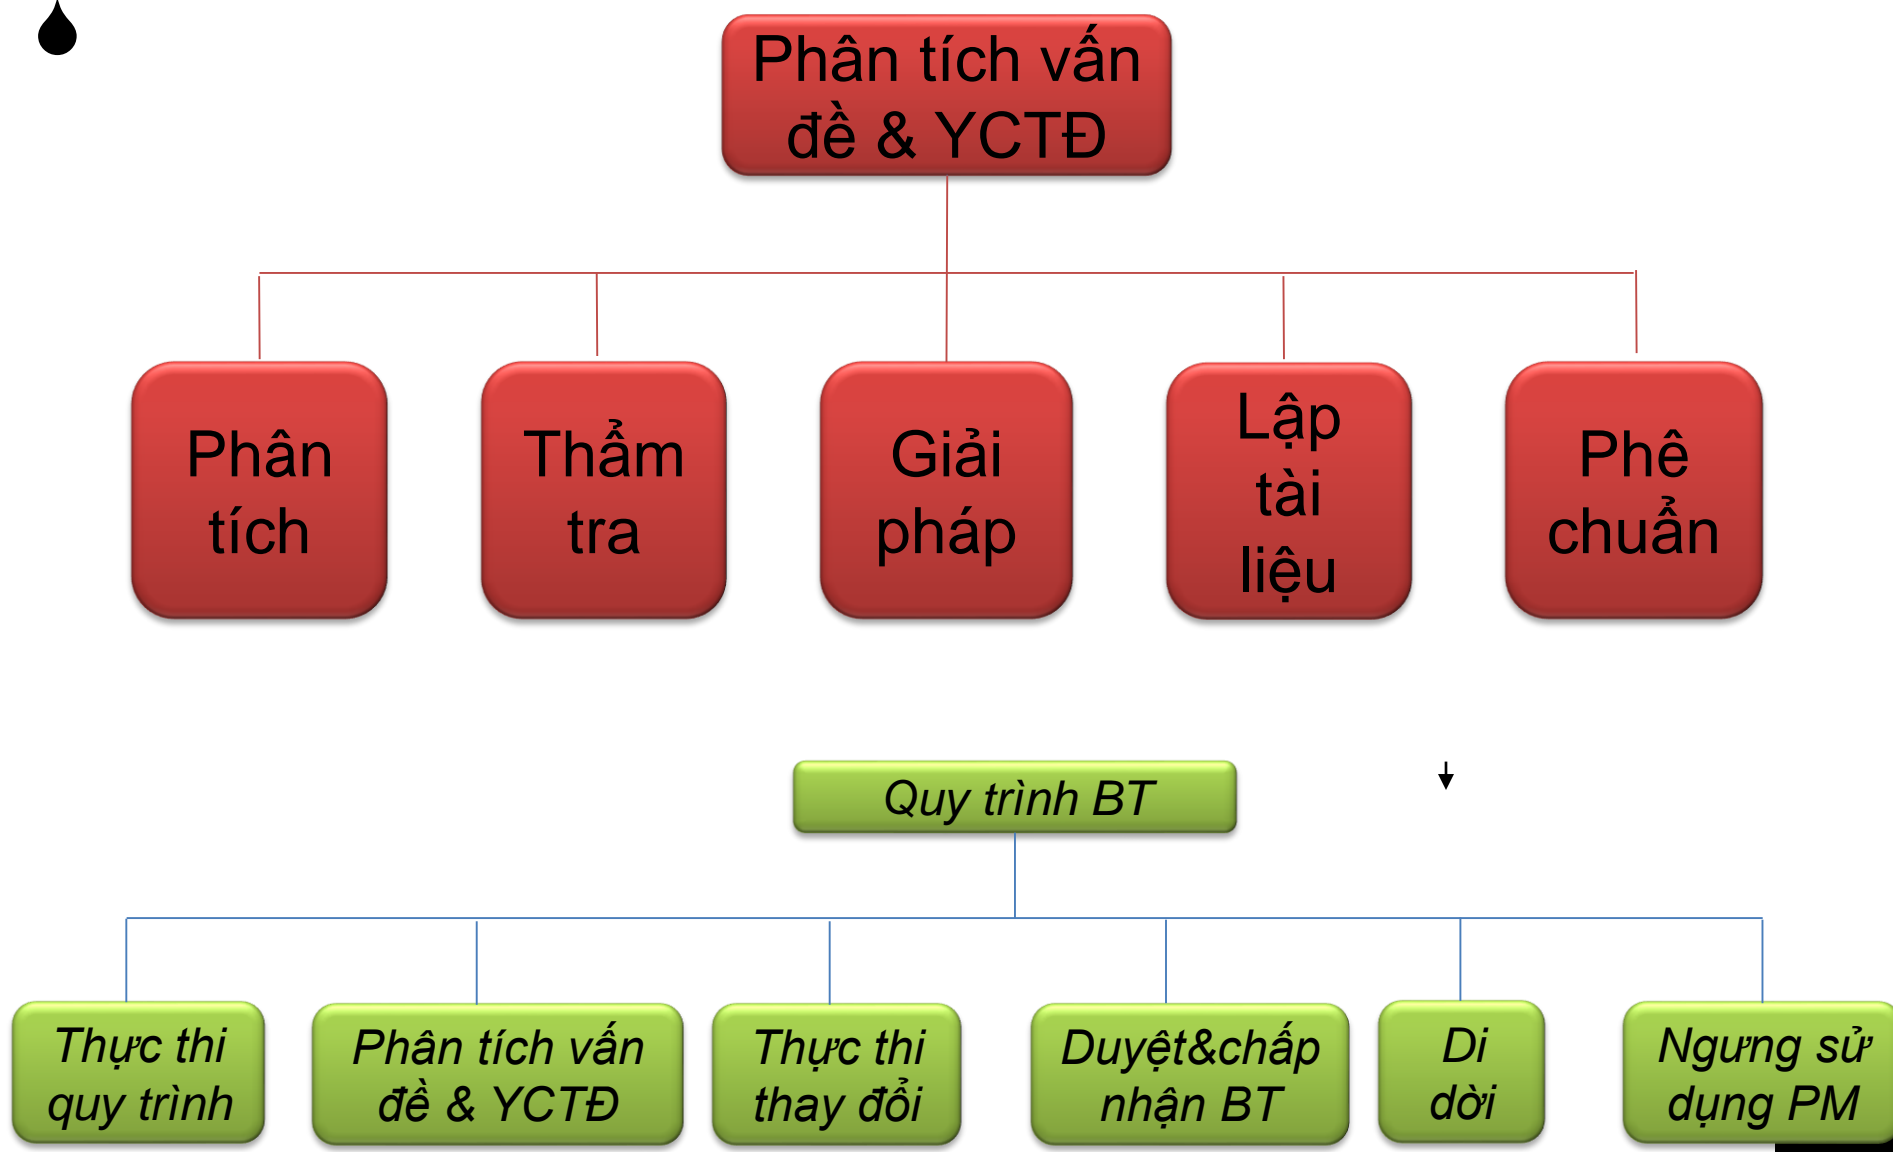 Phân tích vấn
đề & YCTĐ
Phân
tích
Thẩm
tra
Giải
pháp
Lập
tài
liệu
Phê
chuẩn
Quy trình BT
Thực thi
quy trình
Phân tích vấn
đề & YCTĐ
Thực thi
thay đổi
Duyệt&chấp
nhận BT
Di
dời
Ngưng sử
dụng PM